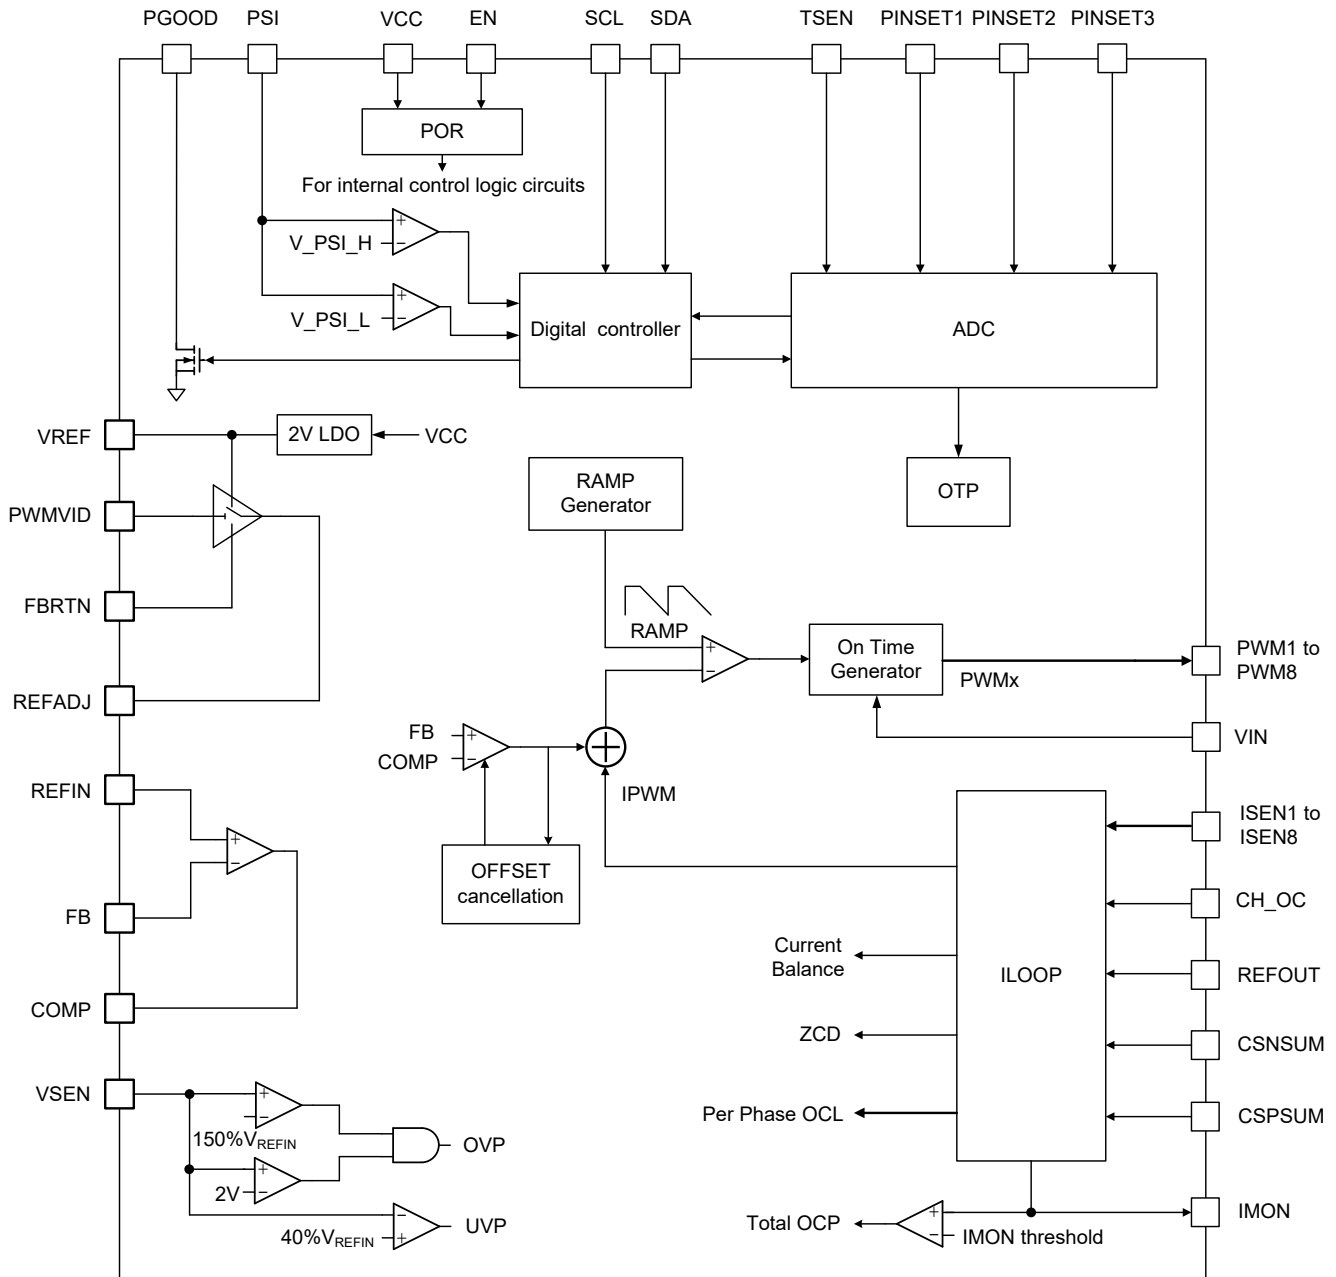 PGOOD PSI VCC EN SCL SDA TSEN PINSET1 PINSET2 PINSET3
POR
For internal control logic circuits
+
−
V_PSI_H
+
−
V_PSI_L
Digital controller
ADC
VREF
2V LDO
VCC
RAMP
Generator
OTP
PWMVID
FBRTN
RAMP
+
−
On Time
Generator
PWMx
PWM1 to
PWM8
REFADJ
FB
COMP
+
−
VIN
REFIN
IPWM
ISEN1 to
ISEN8
+
−
OFFSET
cancellation
CH_OC
FB
Current
Balance
ILOOP
REFOUT
COMP
ZCD
CSNSUM
VSEN
+
−
150%VREFIN
OVP
Per Phase OCL
CSPSUM
+
−
2V
−
+
40%VREFIN
UVP
Total OCP
+
−
IMON threshold
IMON